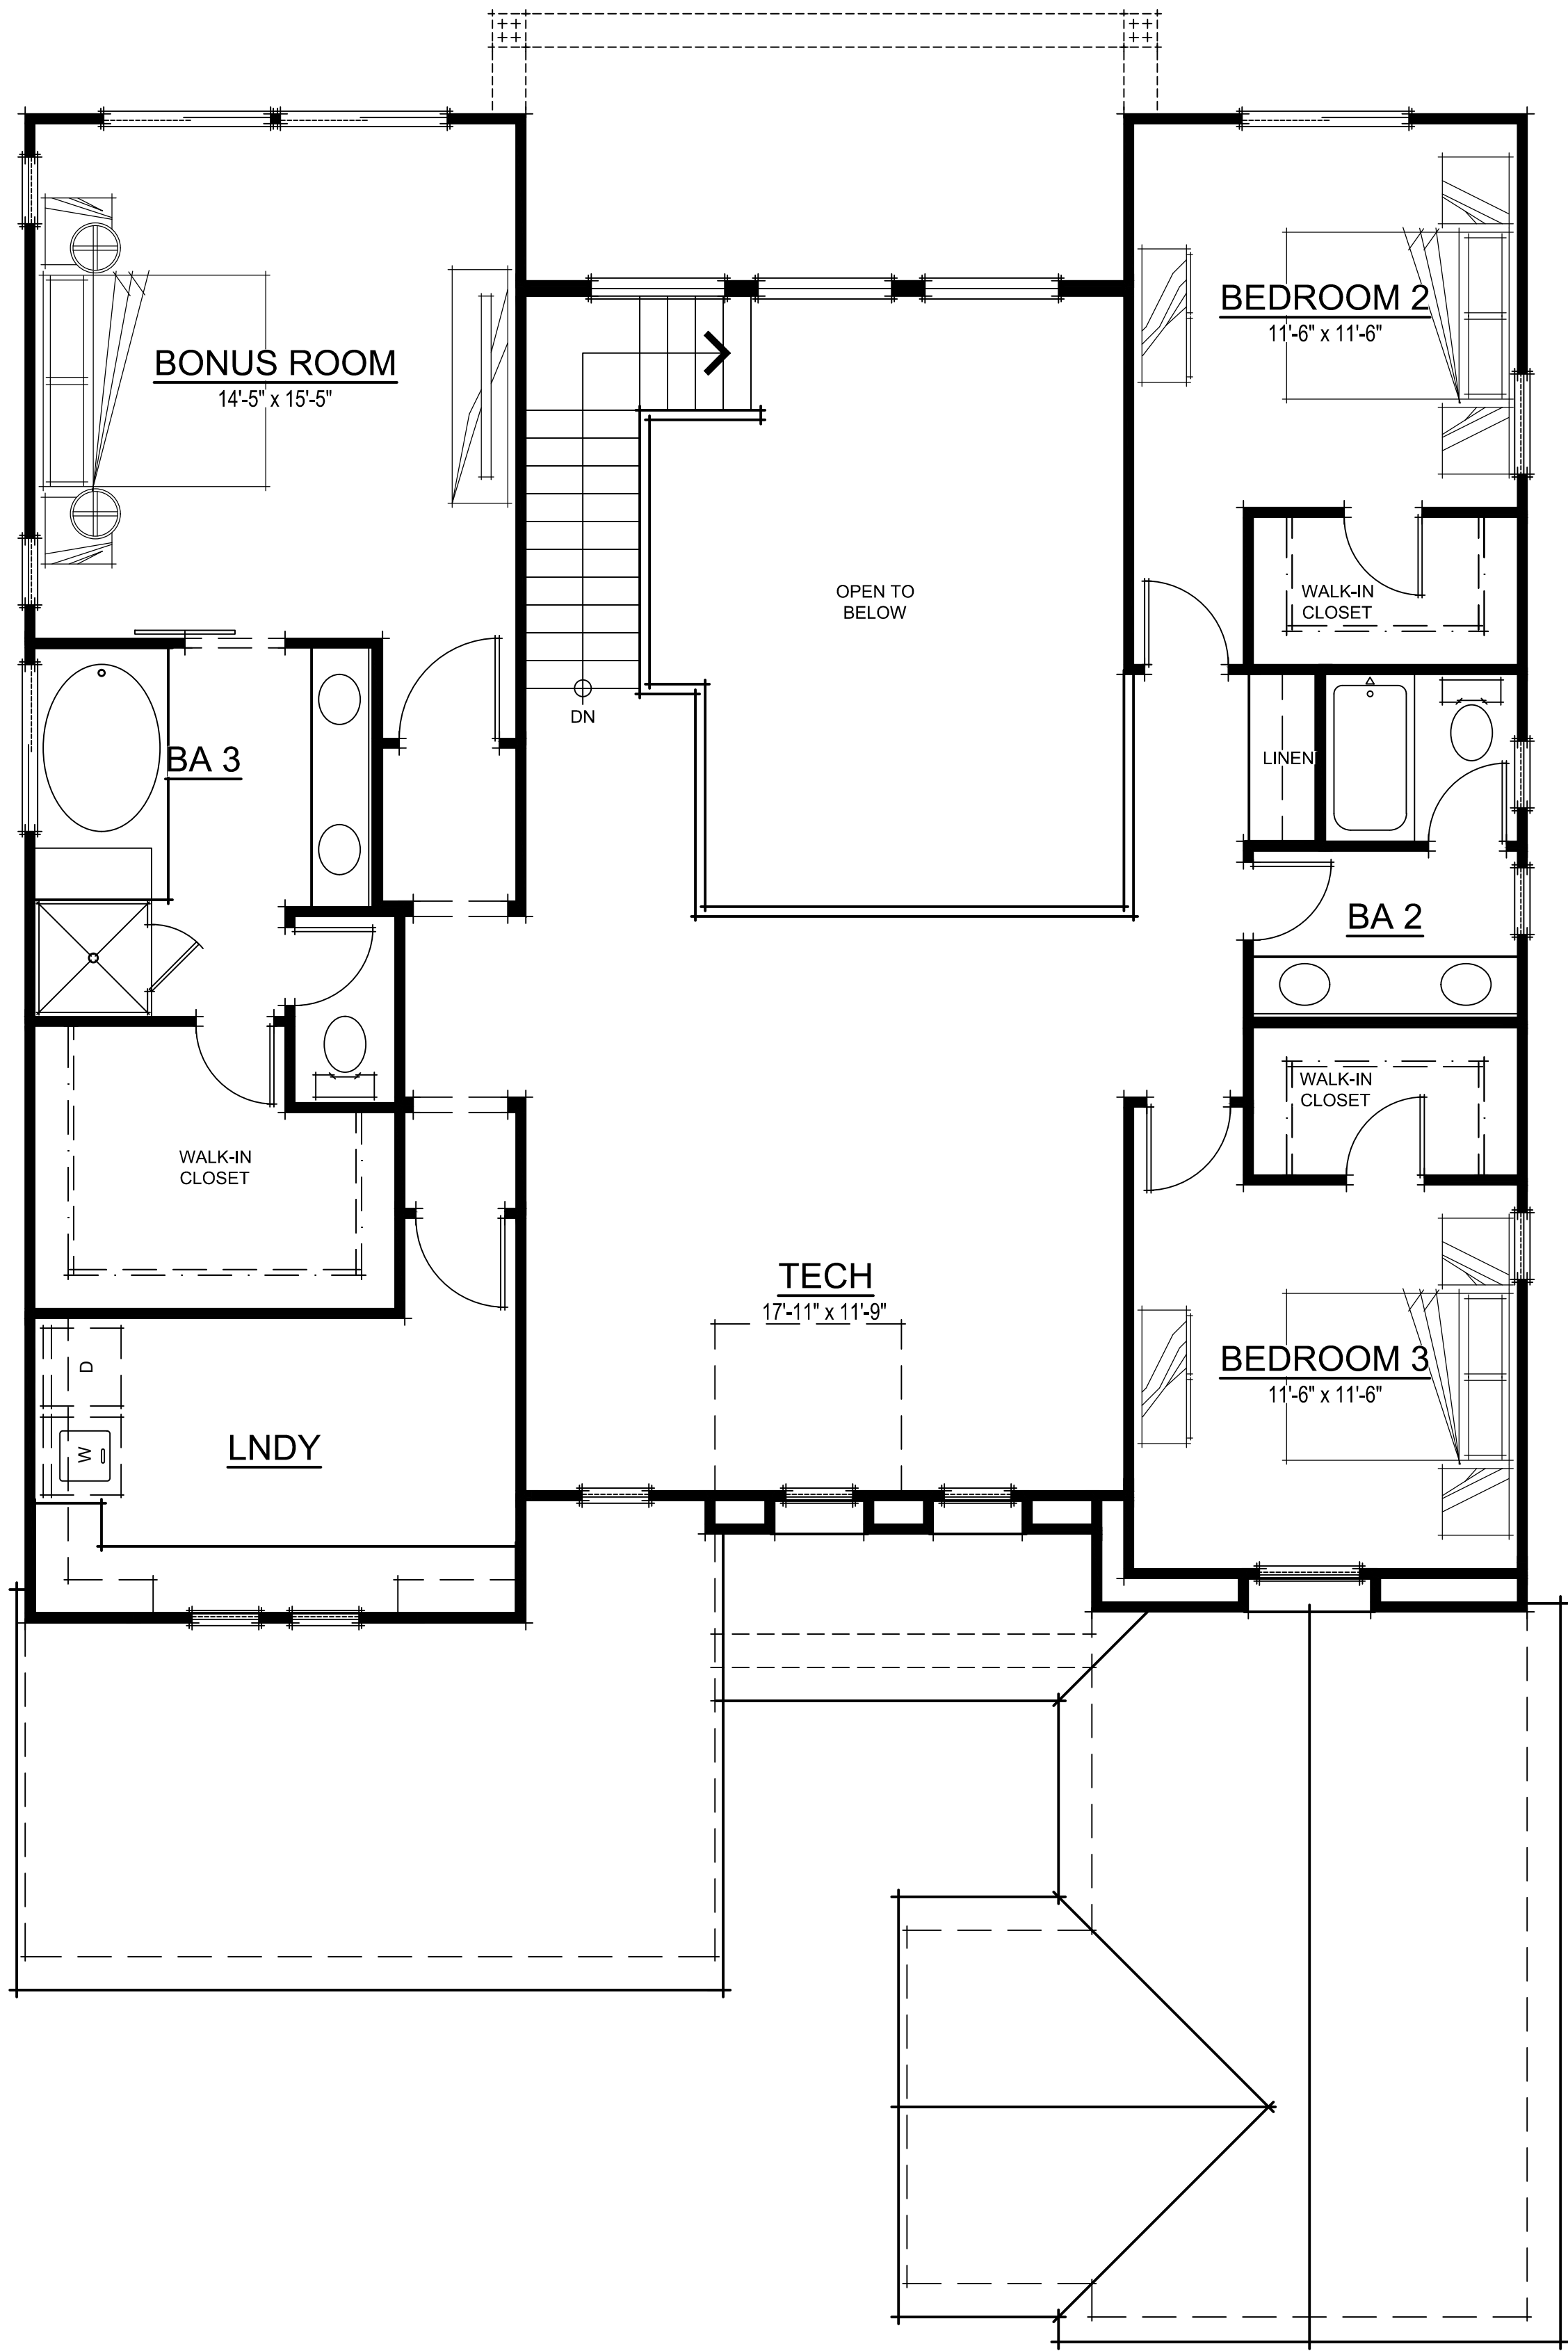 BEDROOM 2
11'-6" x 11'-6"
BONUS ROOM
14'-5" x 15'-5"
OPEN TO
BELOW
WALK-IN
CLOSET
DN
BA 3
LINEN
BA 2
WALK-IN
CLOSET
WALK-IN
CLOSET
TECH
17'-11" x 11'-9"
BEDROOM 3
11'-6" x 11'-6"
D
W
LNDY